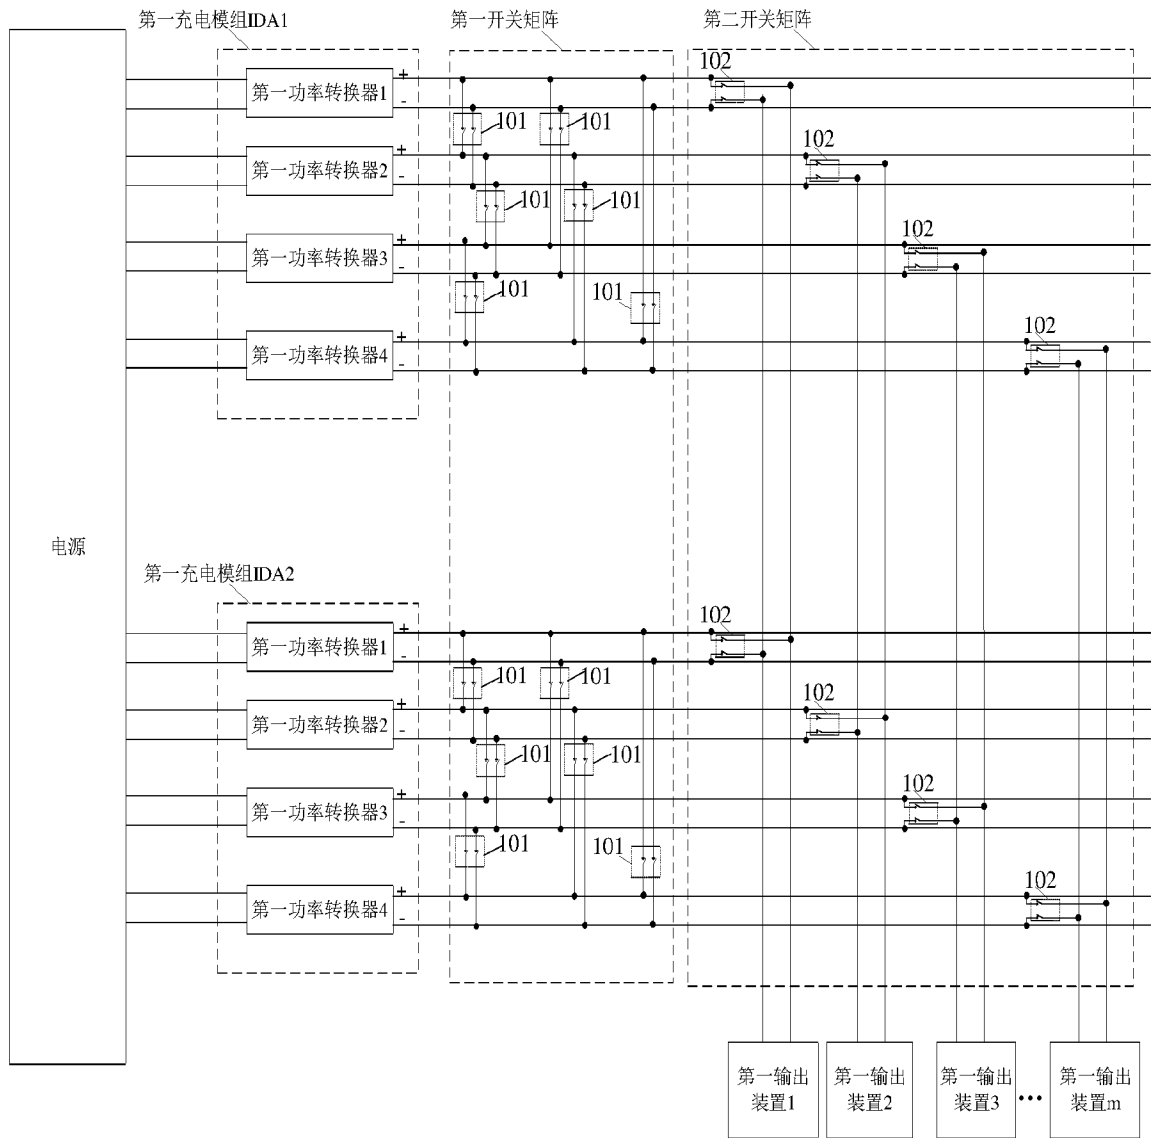 第一充电模组IDA1
第一开关矩阵
第二开关矩阵
+
第一功率转换器1
-
102
101
101
+
第一功率转换器2
-
102
101
101
+
第一功率转换器3
-
102
101
101
+
第一功率转换器4
-
102
电源
第一充电模组IDA2
+
第一功率转换器1
-
102
101
101
+
第一功率转换器2
-
102
101
101
+
第一功率转换器3
-
102
101
101
+
第一功率转换器4
-
102
第一输出
装置1
第一输出
装置2
第一输出
装置3
•••
第一输出
装置m